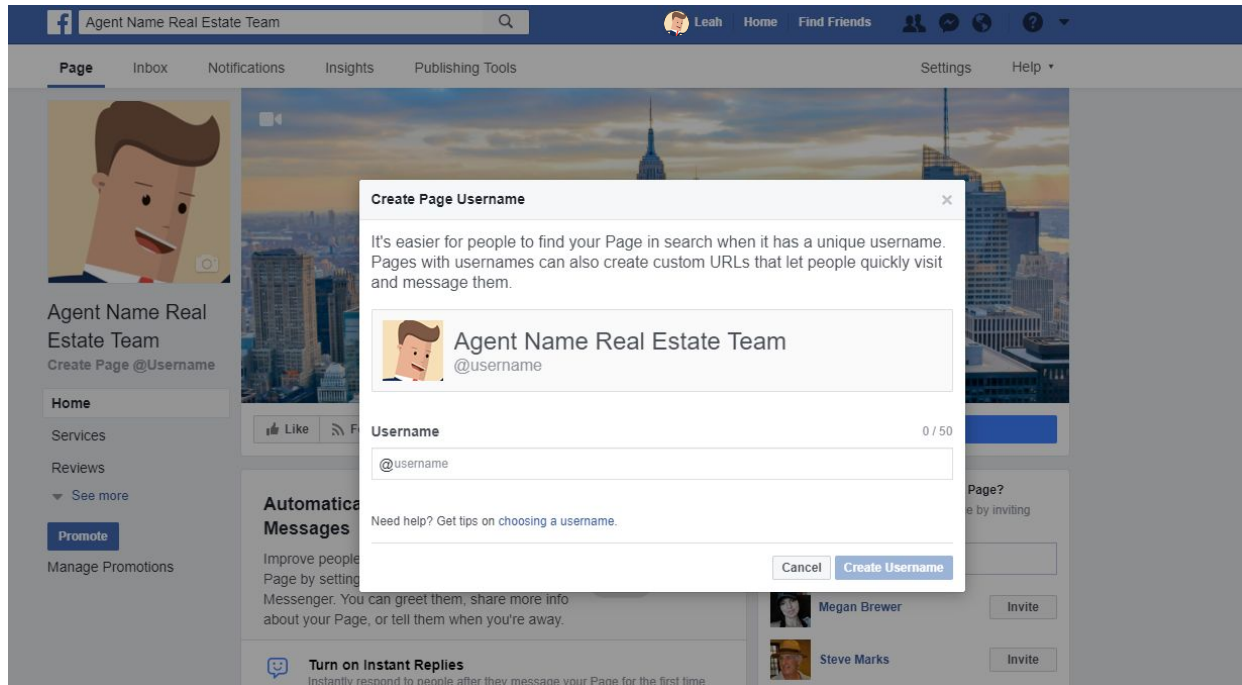 f
Agent Name Real Estate Team
Leah
Home
Find Friends
?
Page
Inbox
Notifications
Insights
Publishing Tools
Settings
Help
Agent Name Real
Estate Team
Create Page @Username
Home
Services
Reviews
See more
Promote
Manage Promotions
Like
Create Page Username
×
It's easier for people to find your Page in search when it has a unique username.
Pages with usernames can also create custom URLs that let people quickly visit
and message them.
Agent Name Real Estate Team
@username
Username
0 / 50
@username
Need help? Get tips on choosing a username.
Cancel
Create Username
Messages
Improve people
Page by setting
Messenger. You can greet them, share more info
about your Page, or tell them when you're away.
Turn on Instant Replies
Instantly respond to people after they message your Page for the first time
Page?
e by inviting
Megan Brewer
Invite
Steve Marks
Invite